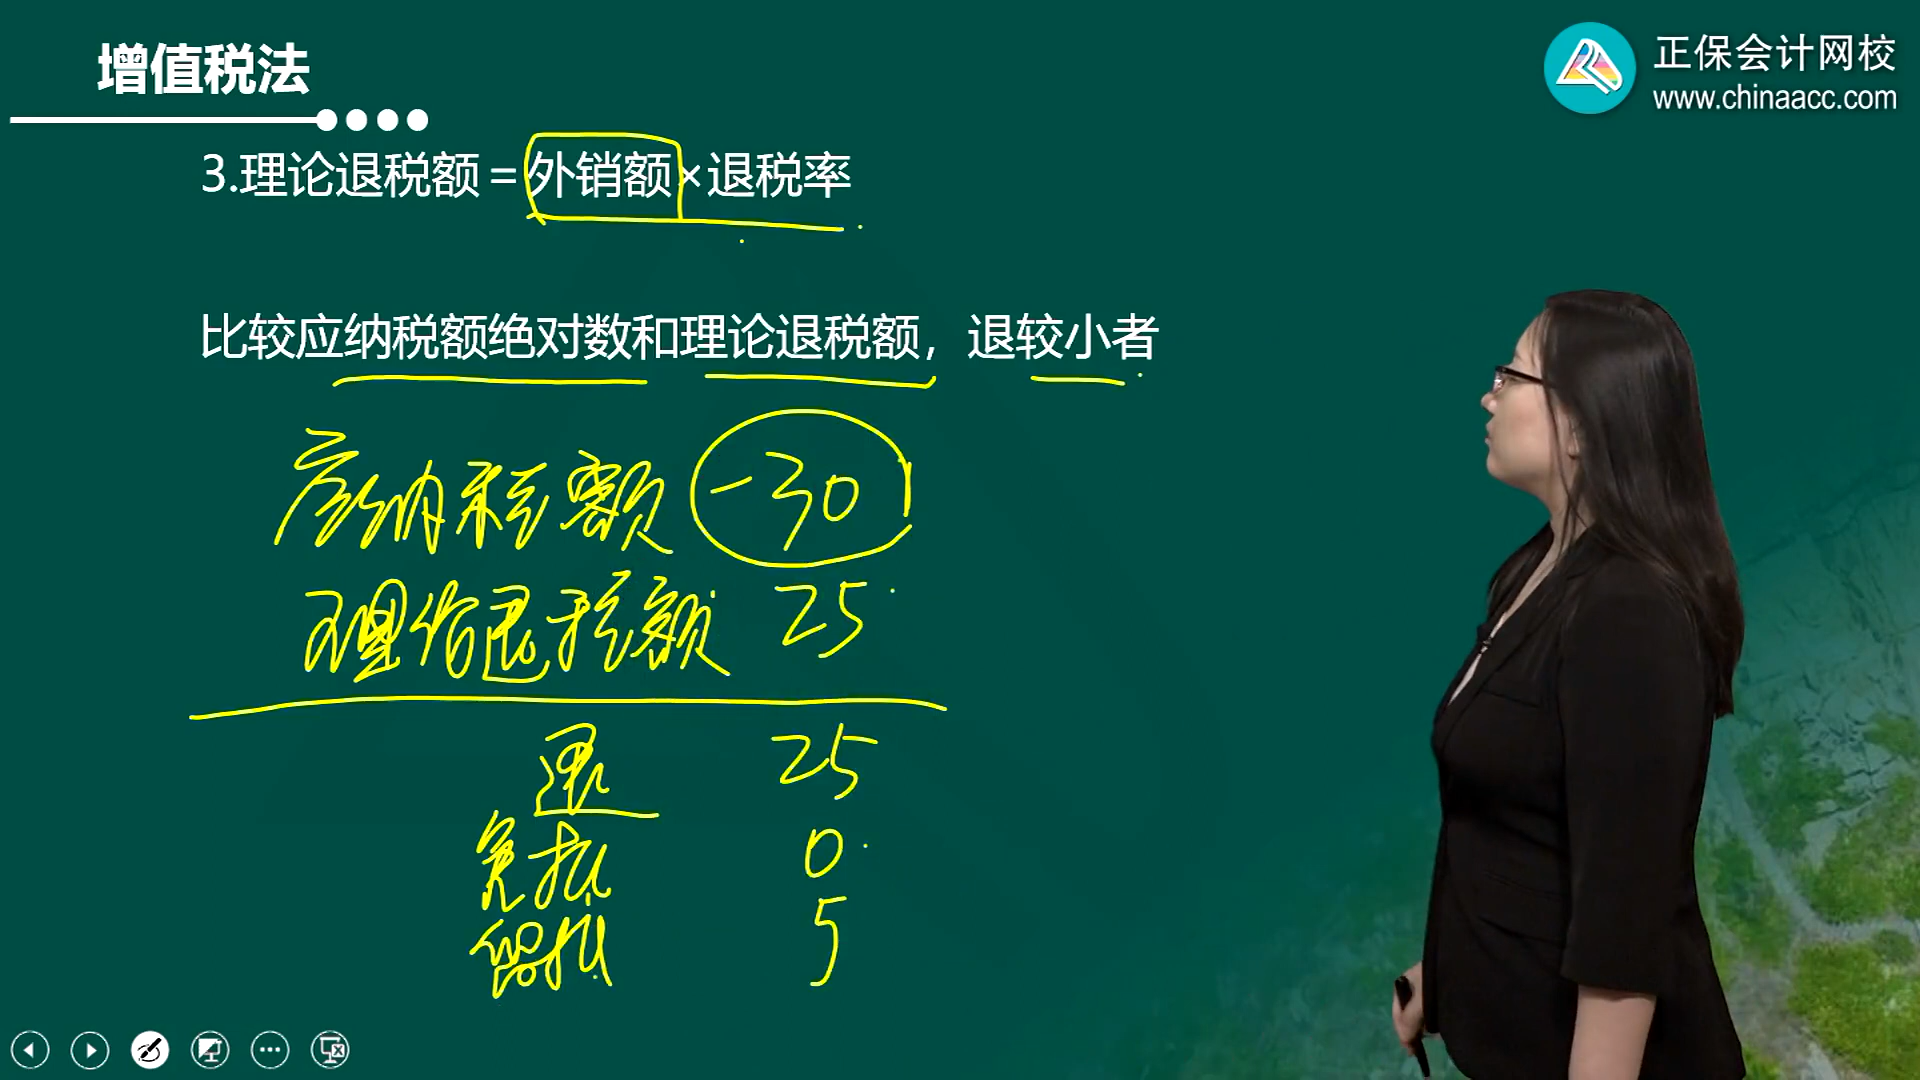 增值税法
正保会计网校
www.chinaacc.com
3.理论退税额＝外销额×退税率
比较应纳税额绝对数和理论退税额，退较小者
应纳税额 -30
理论退税额 25
退 25
免抵 0
留抵 5